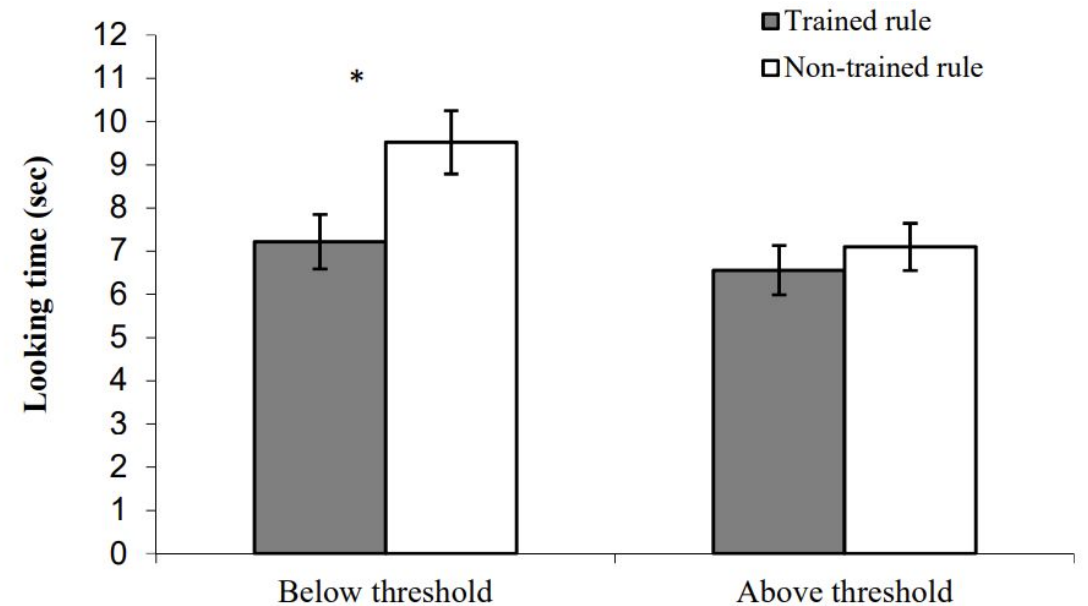 Trained rule
Non-trained rule
12
11
10
9
8
7
6
5
4
3
2
1
0
Looking time (sec)
*
Below threshold
Above threshold